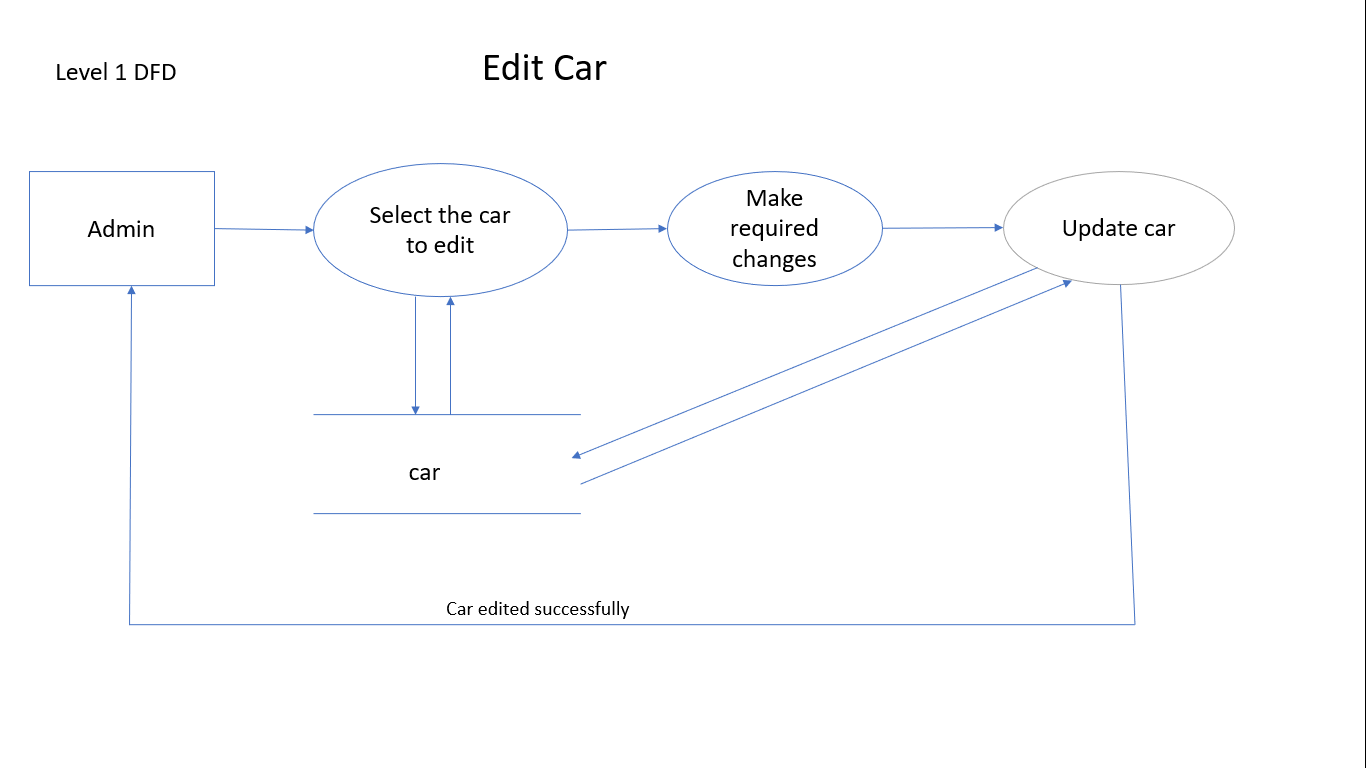 Level 1 DFD
Edit Car
Admin
Select the car
to edit
Make
required
changes
Update car
car
Car edited successfully